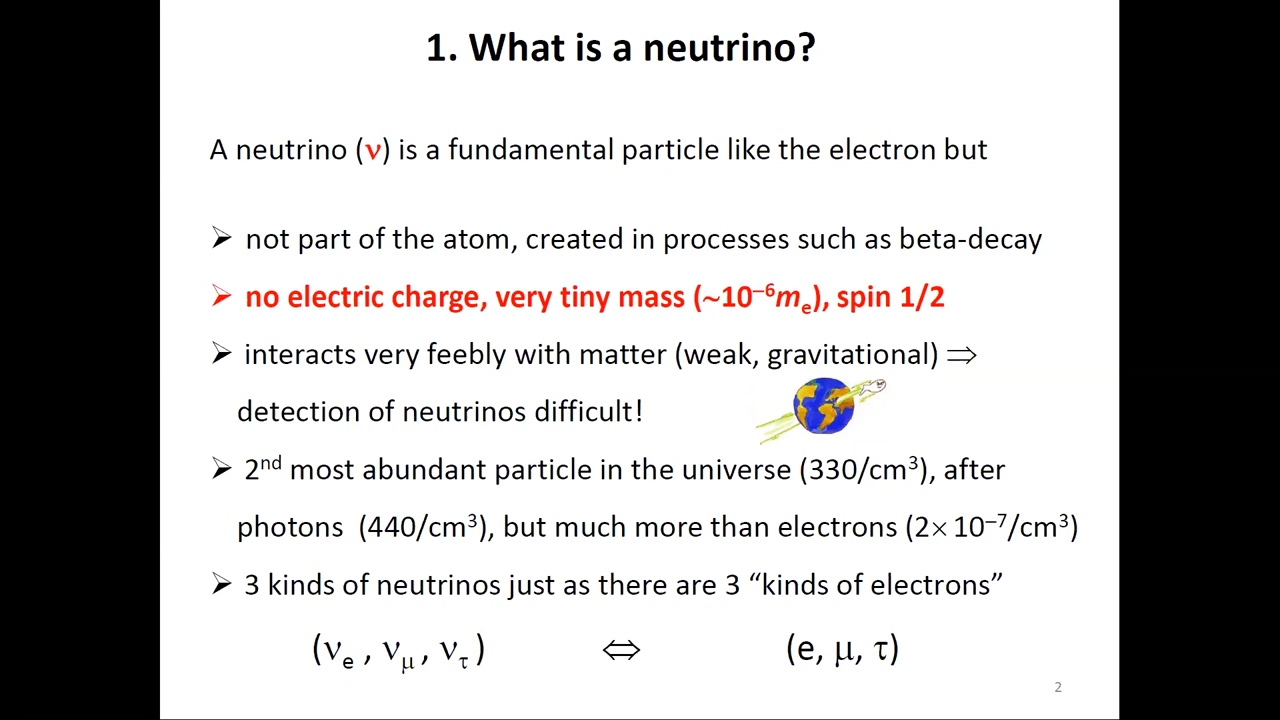 1. What is a neutrino?
A neutrino (ν) is a fundamental particle like the electron but
➢ not part of the atom, created in processes such as beta-decay
➢ no electric charge, very tiny mass (~10⁻⁶mₑ), spin 1/2
➢ interacts very feebly with matter (weak, gravitational) ⇒
detection of neutrinos difficult!
➢ 2ⁿᵈ most abundant particle in the universe (330/cm³), after
photons (440/cm³), but much more than electrons (2× 10⁻⁷/cm³)
➢ 3 kinds of neutrinos just as there are 3 “kinds of electrons”
(νe , νμ, ντ ) ⇔ (e, μ, τ)
2